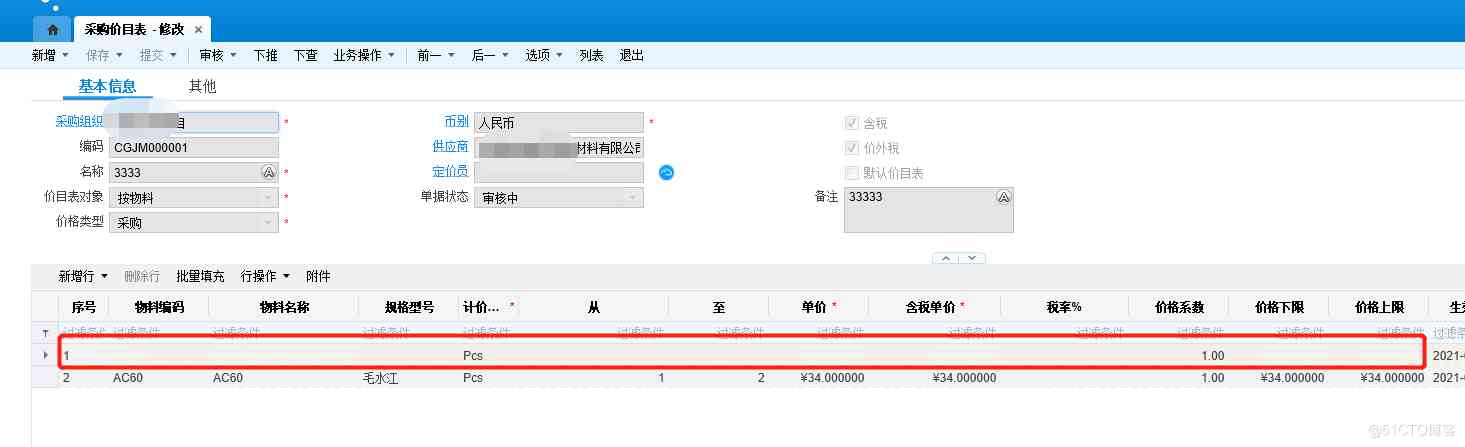 采购价目表 - 修改 ×
新增 保存 提交 审核 下推 下查 业务操作 前一 后一 选项 列表 退出
基本信息 其他
采购组织 * 币别 人民币 * 含税
编码 CGJM000001 供应商 材料有限公司 价外税
名称 3333 * 定价员 默认价目表
价目表对象 按物料 * 单据状态 审核中 备注 33333
价格类型 采购 *
新增行 删除行 批量填充 行操作 附件
序号 物料编码 物料名称 规格型号 计价... * 从 至 单价 * 含税单价 * 税率% 价格系数 价格下限 价格上限
过滤条件 过滤条件 过滤条件 过滤条件 过滤条件 过滤条件 过滤条件 过滤条件 过滤条件 过滤条件 过滤条件 过滤条件
1 Pcs 1.00 2021-
2 AC60 AC60 毛水江 Pcs 1 2 ¥34.000000 ¥34.000000 1.00 ¥34.000000 ¥34.000000 2021-
@51CTO博客